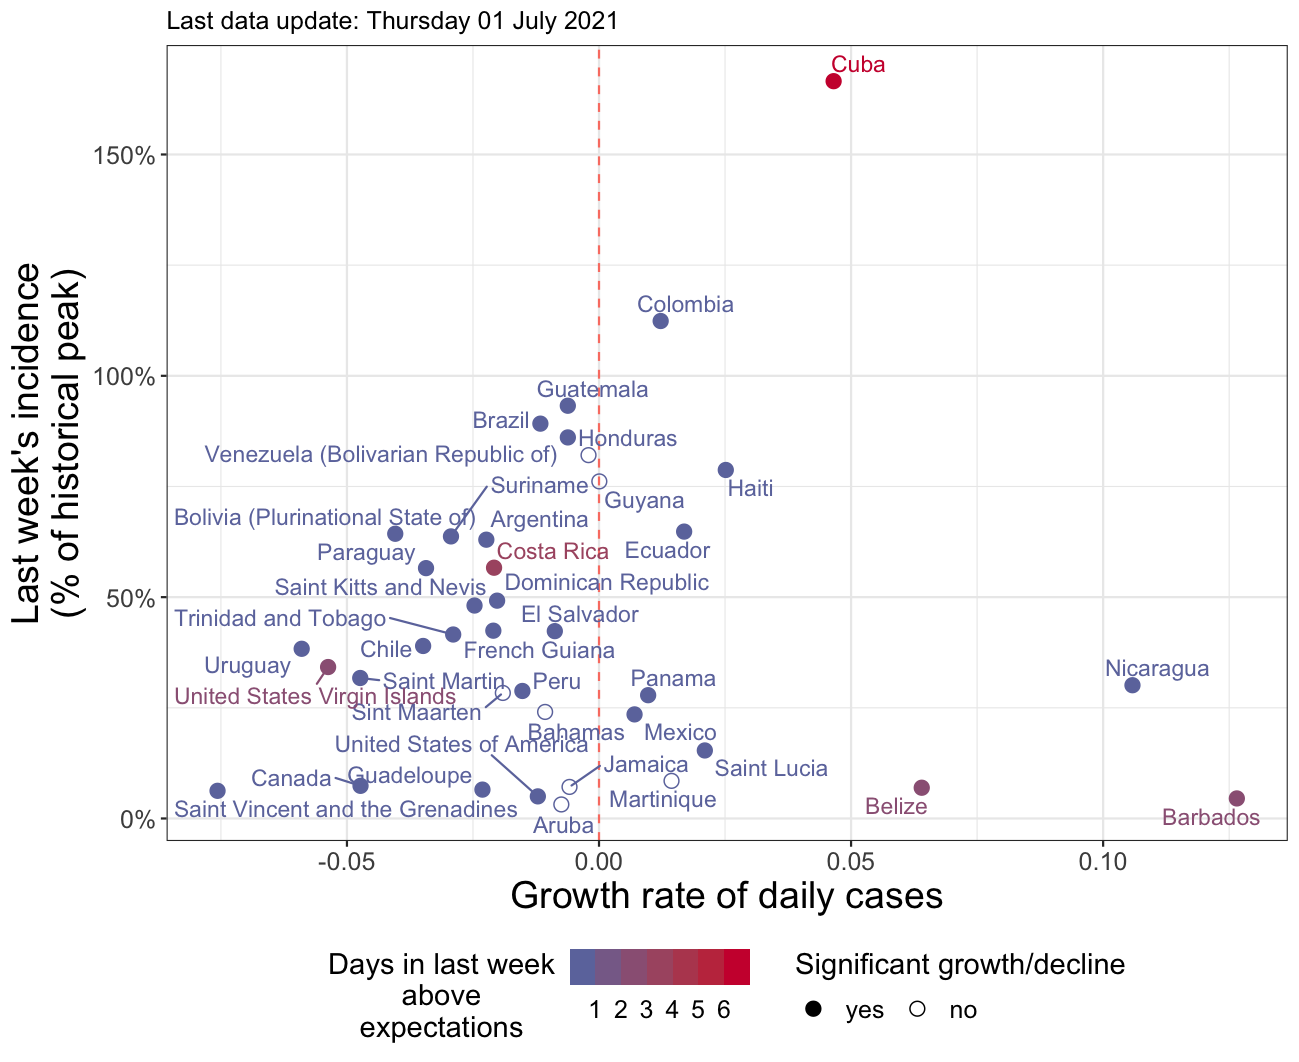 Last data update: Thursday 01 July 2021
Cuba
150%
Colombia
100%
Guatemala
Brazil
Honduras
Venezuela (Bolivarian Republic of)
Suriname
Haiti
Guyana
Bolivia (Plurinational State of)
Argentina
Paraguay
Costa Rica
Ecuador
Saint Kitts and Nevis
Dominican Republic
50%
Trinidad and Tobago
El Salvador
Chile
French Guiana
Uruguay
Nicaragua
Saint Martin
Peru
Panama
United States Virgin Islands
Sint Maarten
Bahamas
Mexico
United States of America
Jamaica
Saint Lucia
Canada
Guadeloupe
Martinique
Saint Vincent and the Grenadines
Belize
Barbados
0%
Aruba
Last week's incidence
(% of historical peak)
-0.05
0.00
0.05
0.10
Growth rate of daily cases
Days in last week
above
expectations
1 2 3 4 5 6
Significant growth/decline
yes
no